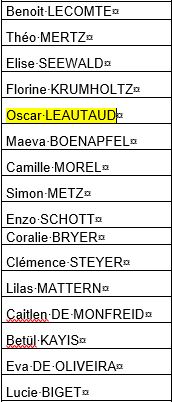 Benoit LECOMTE¤
Théo MERTZ¤
Elise SEEWALD¤
Florine KRUMHOLTZ¤
Oscar LEAUTAUD¤
Maeva BOENAPFEL¤
Camille MOREL¤
Simon METZ¤
Enzo SCHOTT¤
Coralie BRYER¤
Clémence STEYER¤
Lilas MATTERN¤
Caitlen DE MONFREID¤
Betül KAYIS¤
Eva DE OLIVEIRA¤
Lucie BIGET¤